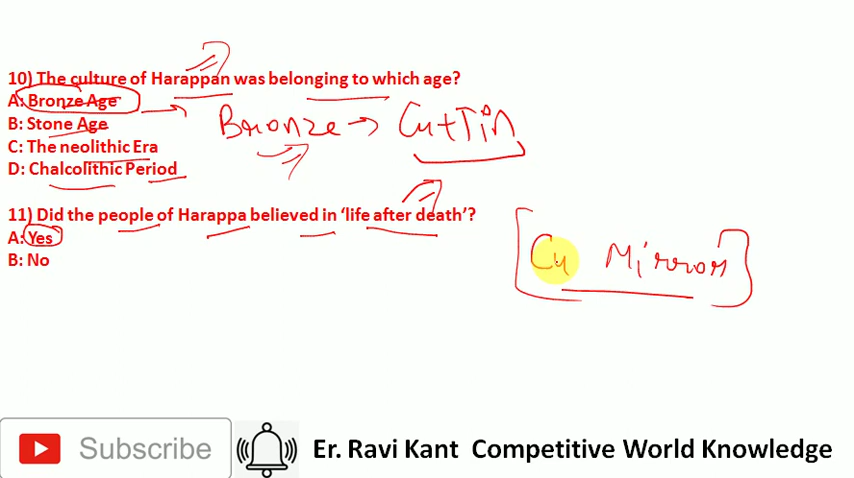 10) The culture of Harappan was belonging to which age?
A: Bronze Age
B: Stone Age
Bronze → Cu+Tin
C: The neolithic Era
D: Chalcolithic Period
11) Did the people of Harappa believed in ‘life after death’?
A: Yes
B: No
[Cu Mirror]
Subscribe
Er. Ravi Kant Competitive World Knowledge